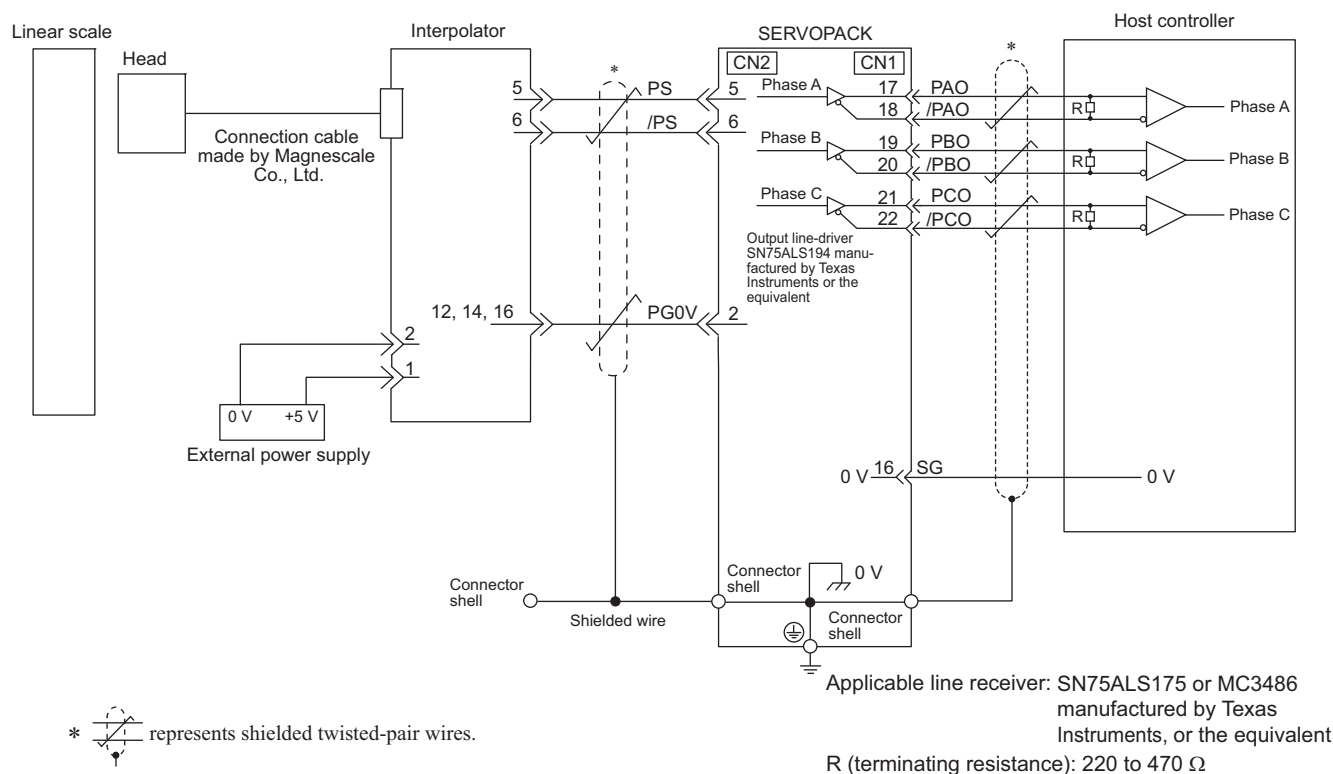 Linear scale
Head
Connection cable
made by Magnescale
Co., Ltd.
Interpolator
5
6
12, 14, 16
2
1
0 V
+5 V
External power supply
*
PS
/PS
PG0V
SERVOPACK
CN2
CN1
5
6
2
Phase A
Phase B
Phase C
17
18
19
20
21
22
Output line-driver
SN75ALS194 manu-
factured by Texas
Instruments or the
equivalent
*
PAO
/PAO
PBO
/PBO
PCO
/PCO
Host controller
R
R
R
Phase A
Phase B
Phase C
0 V
16
SG
0 V
Connector
shell
Shielded wire
Connector
shell
0 V
Connector
shell
Applicable line receiver: SN75ALS175 or MC3486
manufactured by Texas
Instruments, or the equivalent
R (terminating resistance): 220 to 470 Ω
* represents shielded twisted-pair wires.